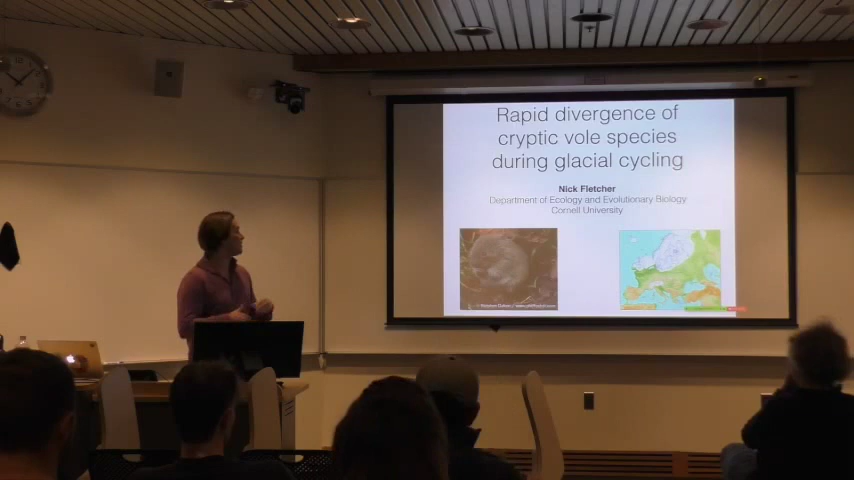 Rapid divergence of
cryptic vole species
during glacial cycling
Nick Fletcher
Department of Ecology and Evolutionary Biology
Cornell University